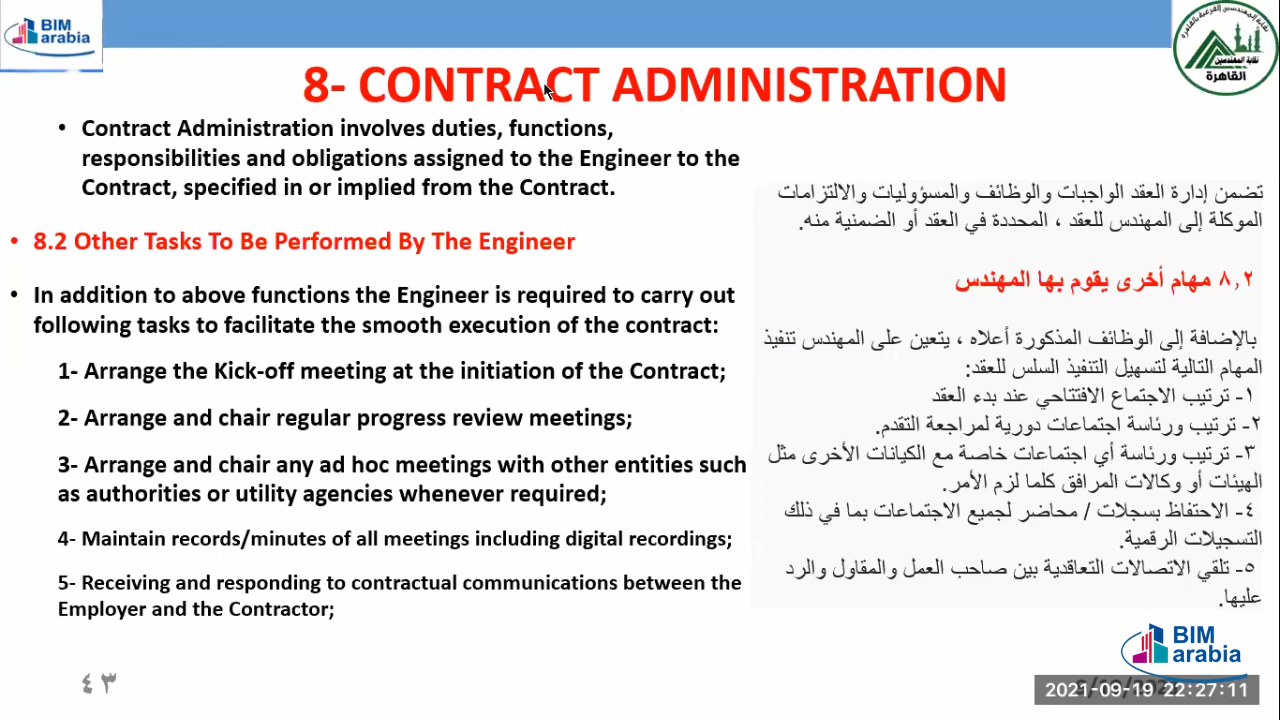 BIM
arabia
نقابة المهندسين
القاهرة
8- CONTRACT ADMINISTRATION
• Contract Administration involves duties, functions,
responsibilities and obligations assigned to the Engineer to the
Contract, specified in or implied from the Contract.
• 8.2 Other Tasks To Be Performed By The Engineer
• In addition to above functions the Engineer is required to carry out
following tasks to facilitate the smooth execution of the contract:
1- Arrange the Kick-off meeting at the initiation of the Contract;
2- Arrange and chair regular progress review meetings;
3- Arrange and chair any ad hoc meetings with other entities such
as authorities or utility agencies whenever required;
4- Maintain records/minutes of all meetings including digital recordings;
5- Receiving and responding to contractual communications between the
Employer and the Contractor;
تضمن إدارة العقد الواجبات والوظائف والمسؤوليات والالتزامات
الموكلة إلى المهندس للعقد ، المحددة في العقد أو الضمنية منه.
٨,٢ مهام أخرى يقوم بها المهندس
بالإضافة إلى الوظائف المذكورة أعلاه ، يتعين على المهندس تنفيذ
المهام التالية لتسهيل التنفيذ السلس للعقد:
١- ترتيب الاجتماع الافتتاحي عند بدء العقد
٢- ترتيب ورئاسة اجتماعات دورية لمراجعة التقدم.
٣- ترتيب ورئاسة أي اجتماعات خاصة مع الكيانات الأخرى مثل
الهيئات أو وكالات المرافق كلما لزم الأمر.
٤- الاحتفاظ بسجلات / محاضر لجميع الاجتماعات بما في ذلك
التسجيلات الرقمية.
٥- تلقي الاتصالات التعاقدية بين صاحب العمل والمقاول والرد
عليها.
BIM
arabia
٤٣
2021-09-19 22:27:11